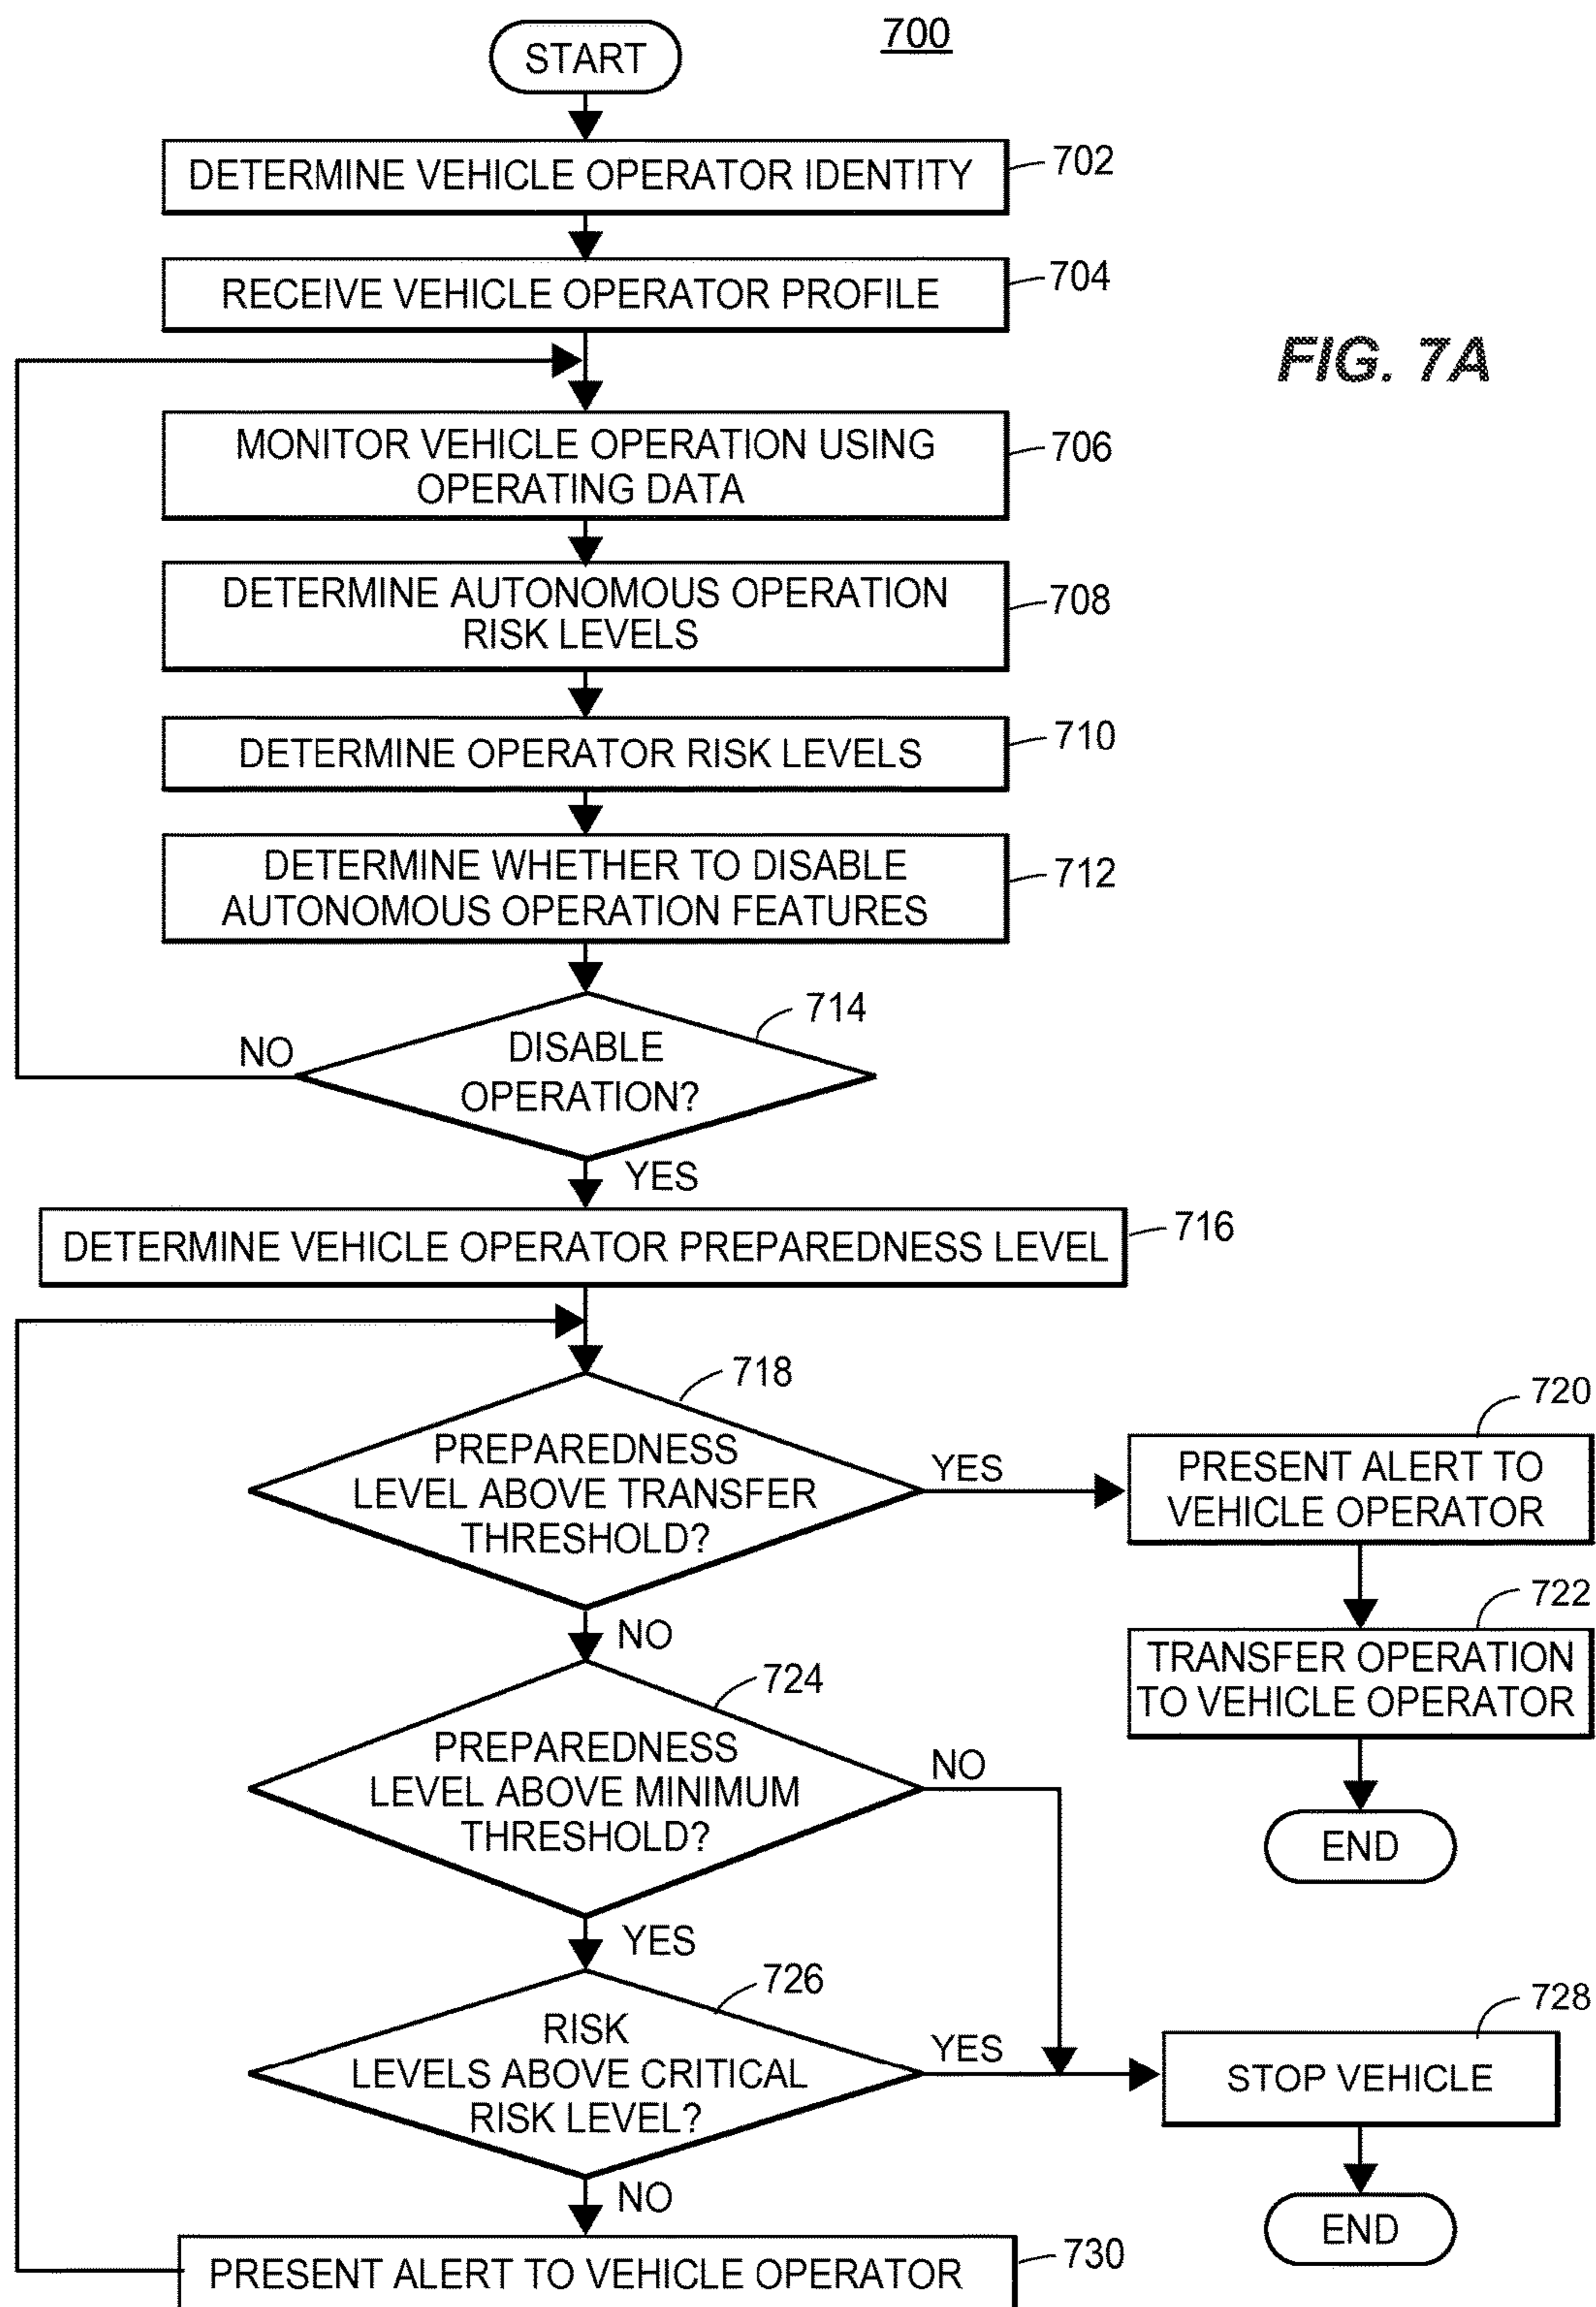 700
START
DETERMINE VEHICLE OPERATOR IDENTITY
702
RECEIVE VEHICLE OPERATOR PROFILE
704
FIG. 7A
MONITOR VEHICLE OPERATION USING
OPERATING DATA
706
DETERMINE AUTONOMOUS OPERATION
RISK LEVELS
708
DETERMINE OPERATOR RISK LEVELS
710
DETERMINE WHETHER TO DISABLE
AUTONOMOUS OPERATION FEATURES
712
714
DISABLE
OPERATION?
NO
YES
DETERMINE VEHICLE OPERATOR PREPAREDNESS LEVEL
716
718
PREPAREDNESS
LEVEL ABOVE TRANSFER
THRESHOLD?
YES
720
PRESENT ALERT TO
VEHICLE OPERATOR
722
TRANSFER OPERATION
TO VEHICLE OPERATOR
END
NO
724
PREPAREDNESS
LEVEL ABOVE MINIMUM
THRESHOLD?
NO
YES
726
RISK
LEVELS ABOVE CRITICAL
RISK LEVEL?
YES
728
STOP VEHICLE
END
NO
PRESENT ALERT TO VEHICLE OPERATOR
730